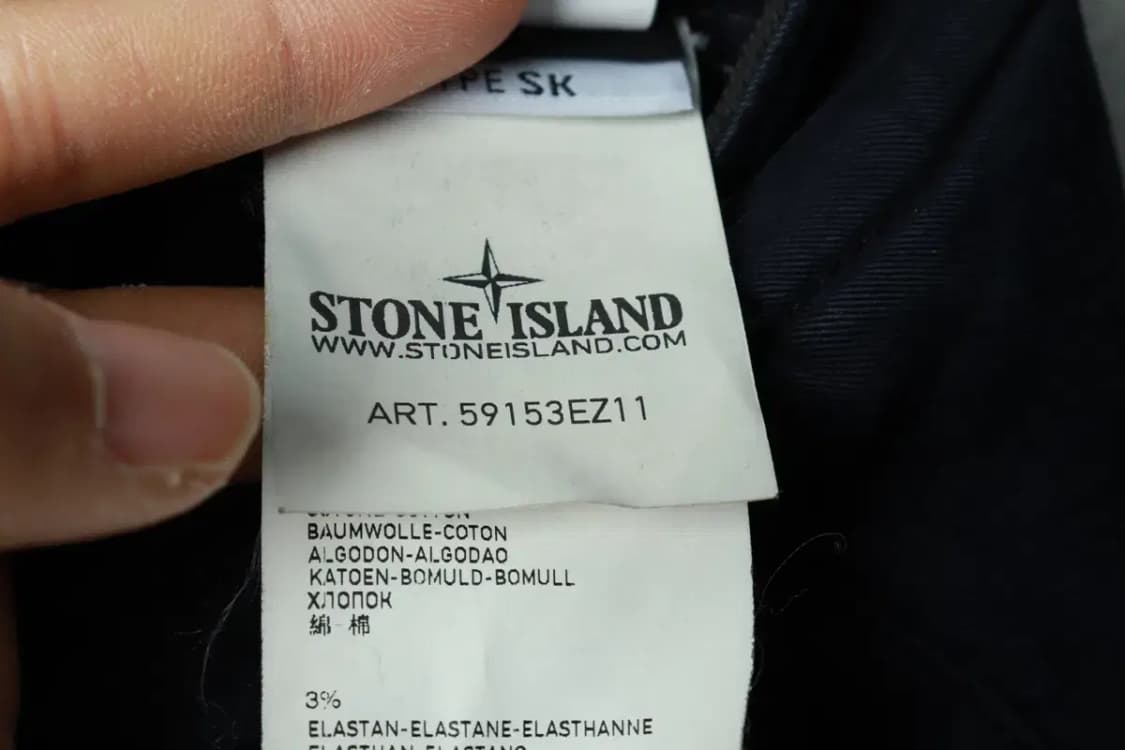 SK
STONE ISLAND
WWW.STONEISLAND.COM
ART. 59153EZ11
BAUMWOLLE-COTON
ALGODON-ALGODAO
KATOEN-BOMULD-BOMULL
ХЛОПОК
綿-棉
3%
ELASTAN-ELASTANE-ELASTHANNE